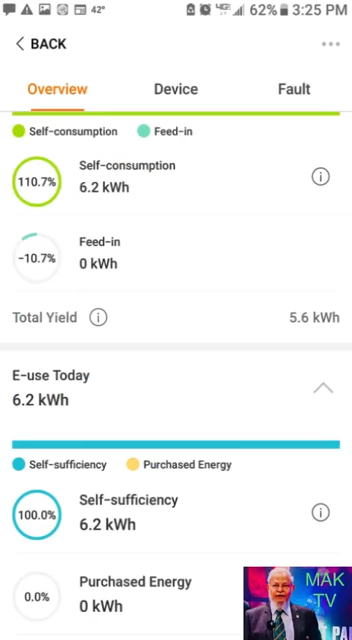 42° 62% 3:25 PM
BACK
Overview Device Fault
Self-consumption Feed-in
Self-consumption
110.7%
6.2 kWh
Feed-in
-10.7%
0 kWh
Total Yield 5.6 kWh
E-use Today
6.2 kWh
Self-sufficiency Purchased Energy
Self-sufficiency
100.0%
6.2 kWh
Purchased Energy
0.0%
0 kWh
MAK
TV